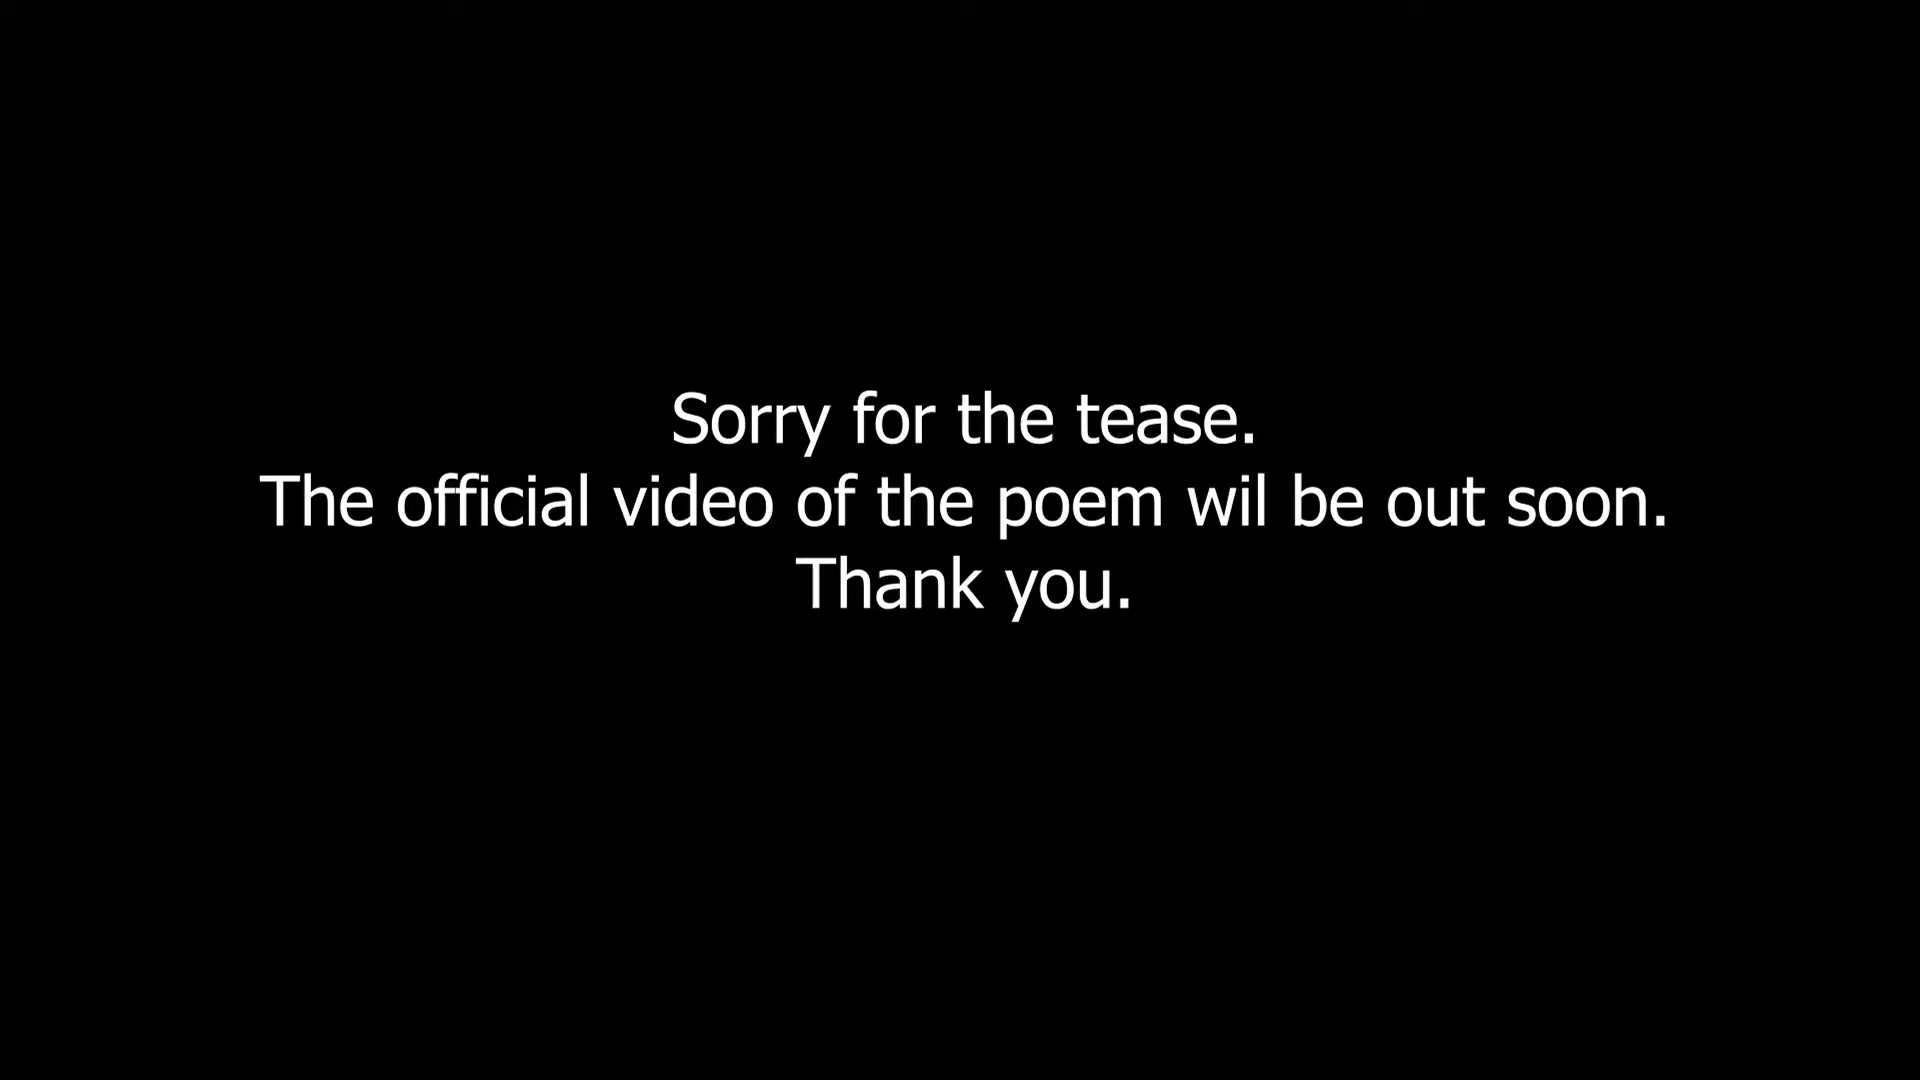 Sorry for the tease.
The official video of the poem wil be out soon.
Thank you.